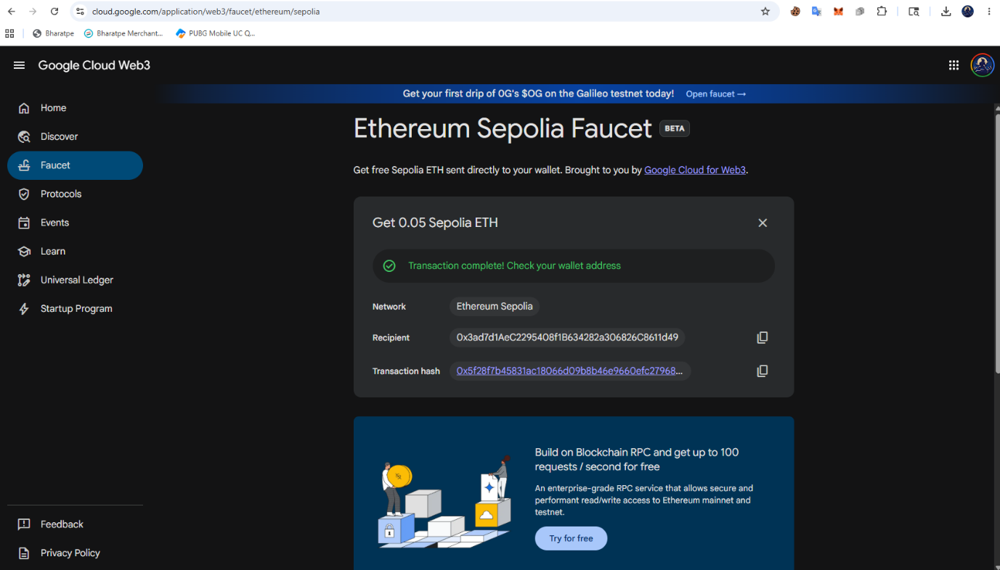 cloud.google.com/application/web3/faucet/ethereum/sepolia
Bharatpe
Bharatpe Merchant...
PUBG Mobile UC Q...
Google Cloud Web3
Get your first drip of 0G's $OG on the Galileo testnet today! Open faucet →
Home
Discover
Faucet
Protocols
Events
Learn
Universal Ledger
Startup Program
Feedback
Privacy Policy
Ethereum Sepolia Faucet BETA
Get free Sepolia ETH sent directly to your wallet. Brought to you by Google Cloud for Web3.
Get 0.05 Sepolia ETH
Transaction complete! Check your wallet address
Network Ethereum Sepolia
Recipient 0x3ad7d1AeC2295408f1B634282a306826C8611d49
Transaction hash 0x5f28f7b45831ac18066d09b8b46e9660efc27968...
Build on Blockchain RPC and get up to 100
requests / second for free
An enterprise-grade RPC service that allows secure and
performant read/write access to Ethereum mainnet and
testnet.
Try for free